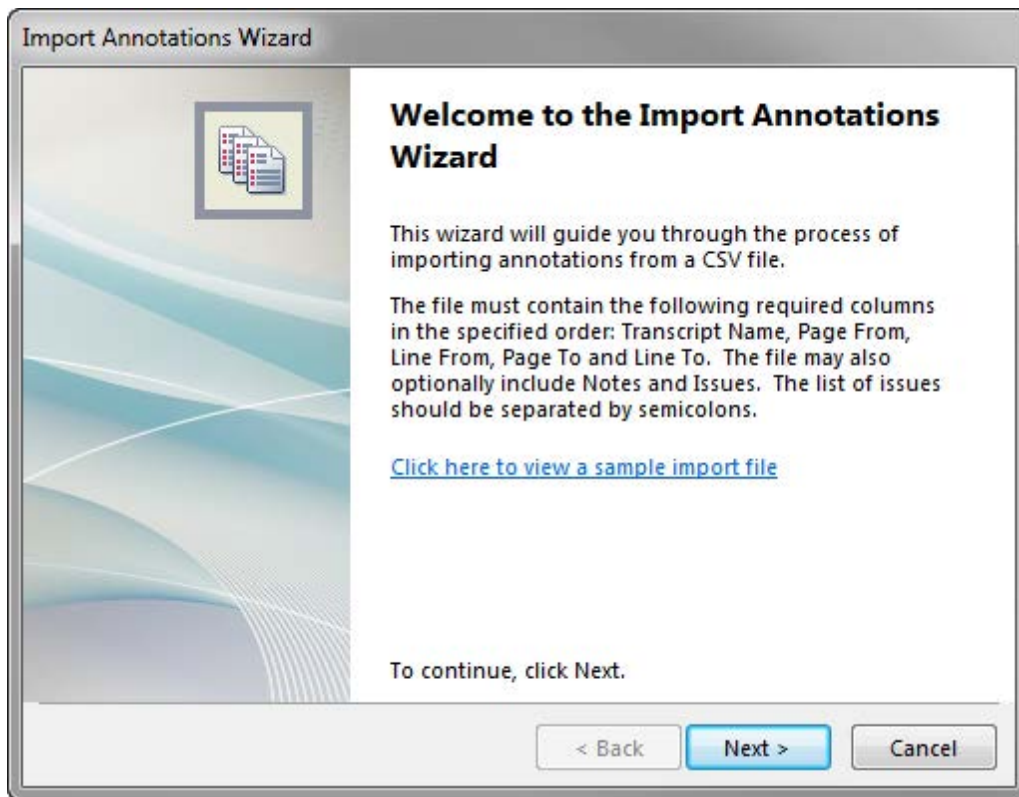 Import Annotations Wizard
Welcome to the Import Annotations
Wizard
This wizard will guide you through the process of
importing annotations from a CSV file.
The file must contain the following required columns
in the specified order: Transcript Name, Page From,
Line From, Page To and Line To.  The file may also
optionally include Notes and Issues.  The list of issues
should be separated by semicolons.
Click here to view a sample import file
To continue, click Next.
< Back
Next >
Cancel